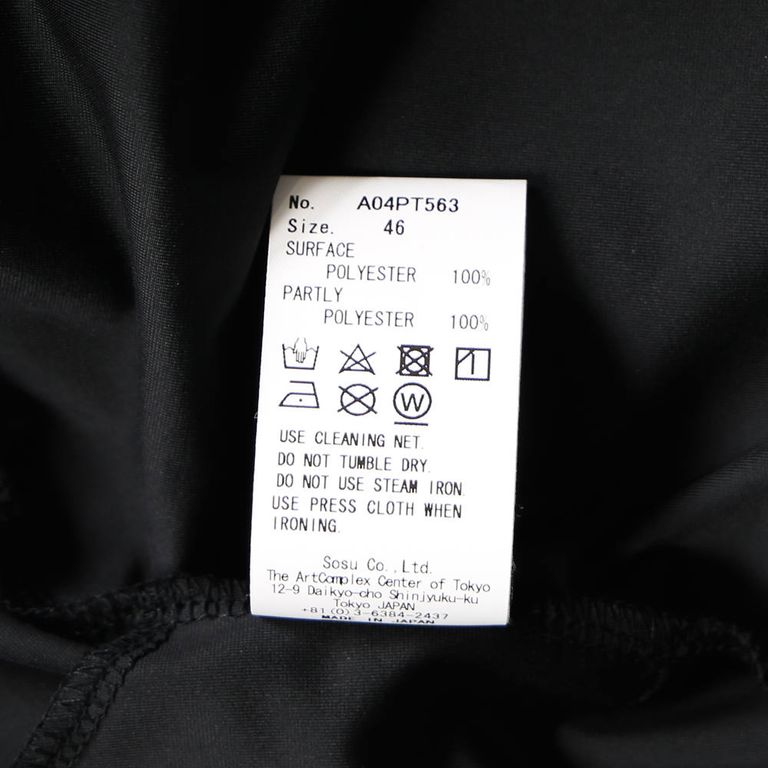 No. A04PT563
Size. 46
SURFACE
POLYESTER 100%
PARTLY
POLYESTER 100%
W
USE CLEANING NET.
DO NOT TUMBLE DRY.
DO NOT USE STEAM IRON.
USE PRESS CLOTH WHEN
IRONING.
Sosu Co.,Ltd.
The ArtComplex Center of Tokyo
12-9 Daikyo-cho Shinjyuku-ku
Tokyo JAPAN
+81(0)3-6384-2437
MADE IN JAPAN